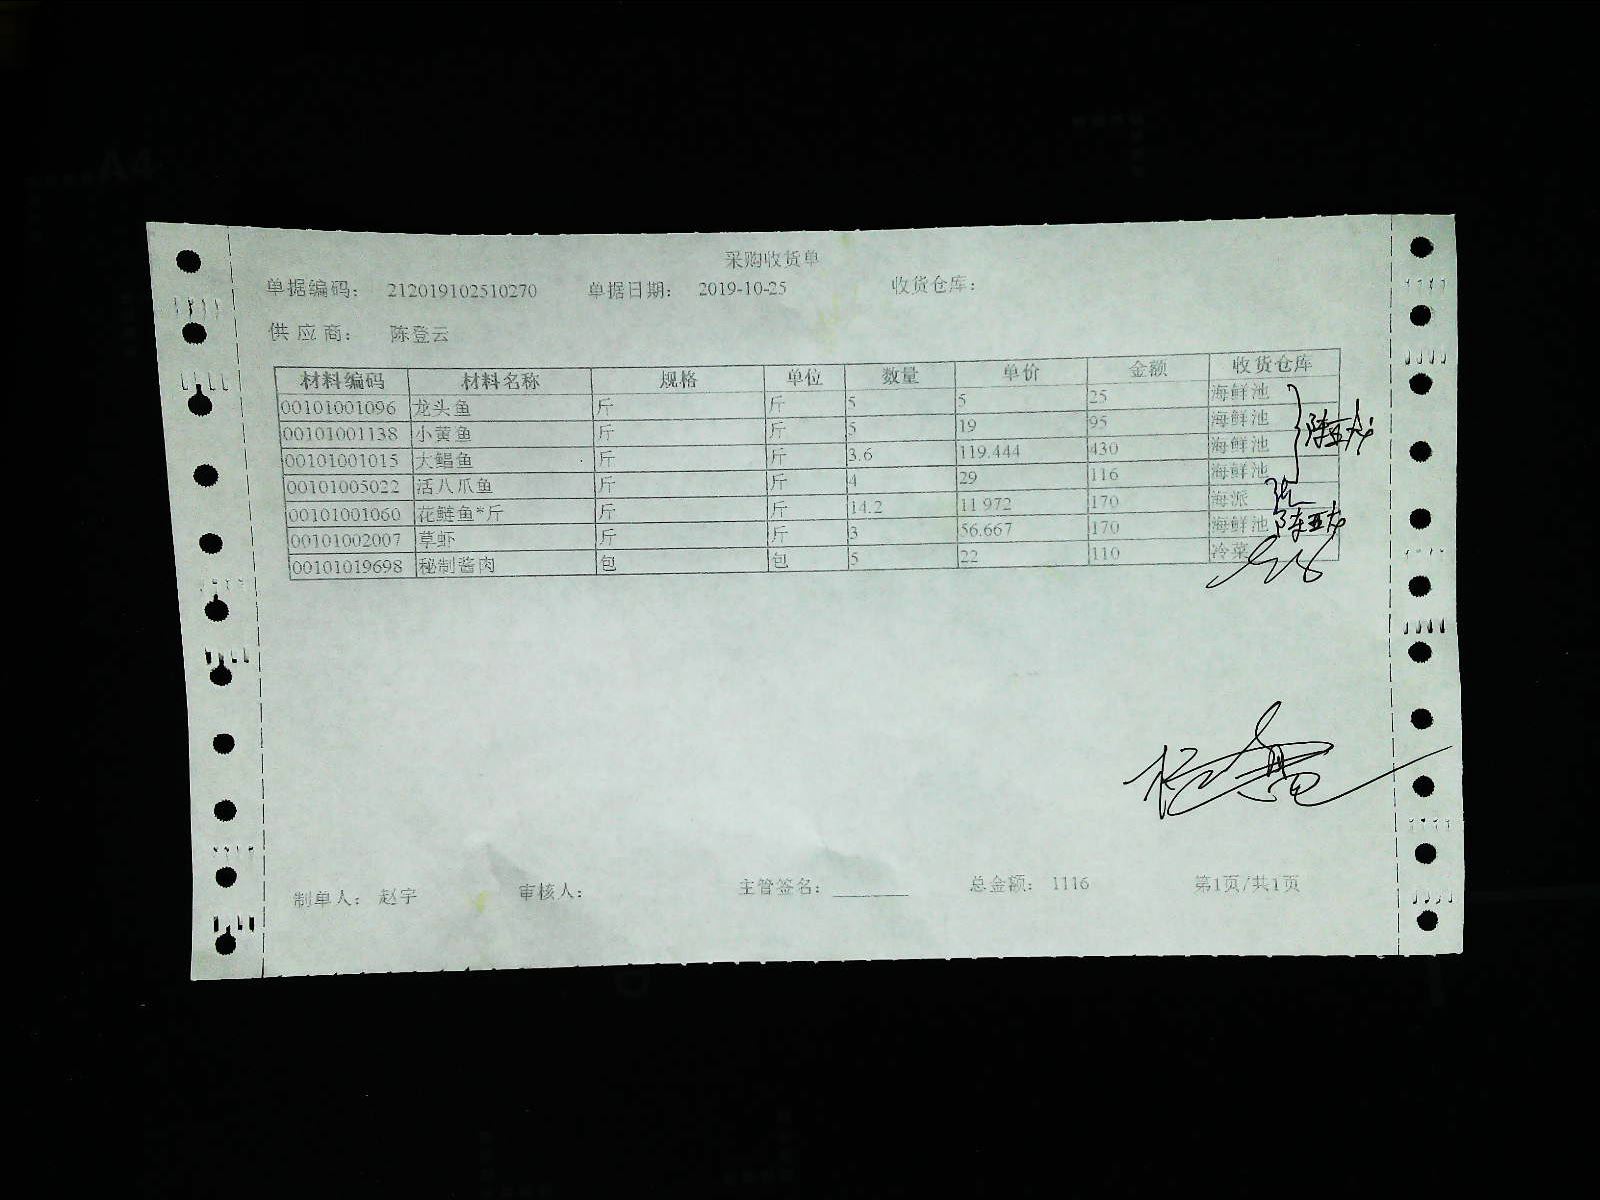 采购收货单
单据编码： 212019102510270 单据日期： 2019-10-25 收货仓库：
供 应 商： 陈登云
材料编码 材料名称 规格 单位 数量 单价 金额 收货仓库
00101001096 龙头鱼 斤 斤 5 5 25 海鲜池
00101001138 小黄鱼 斤 斤 5 19 95 海鲜池
00101001015 大鲳鱼 斤 斤 3.6 119.444 430 海鲜池
00101005022 活八爪鱼 斤 斤 4 29 116 海鲜池
00101001060 花鲢鱼*斤 斤 斤 14.2 11.972 170 海派
00101002007 草虾 斤 斤 3 56.667 170 海鲜池
00101019698 秘制酱肉 包 包 5 22 110 冷菜
制单人： 赵宇 审核人： 主管签名： 总金额： 1116 第1页/共1页